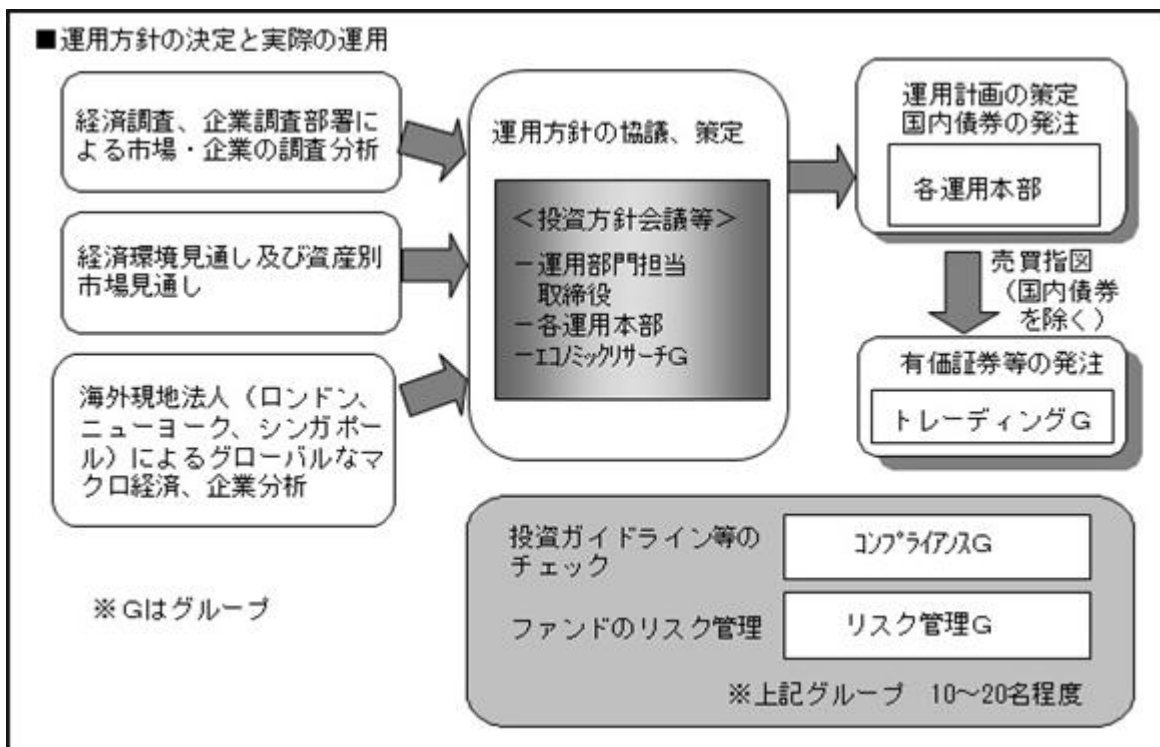 ■運用方針の決定と実際の運用
経済調査、企業調査部署に
よる市場・企業の調査分析
経済環境見通し及び資産別
市場見通し
海外現地法人（ロンドン、
ニューヨーク、シンガポー
ル）によるグローバルなマ
クロ経済、企業分析
※Gはグループ
運用方針の協議、策定
＜投資方針会議等＞
－運用部門担当
取締役
－各運用本部
－ｴｺﾉﾐｯｸﾘｻｰﾁG
運用計画の策定
国内債券の発注
各運用本部
売買指図
（国内債券
を除く）
有価証券等の発注
トレーディングG
投資ガイドライン等の
チェック
ｺﾝﾌﾟﾗｲｱﾝｽG
ファンドのリスク管理
リスク管理G
※上記グループ　10～20名程度